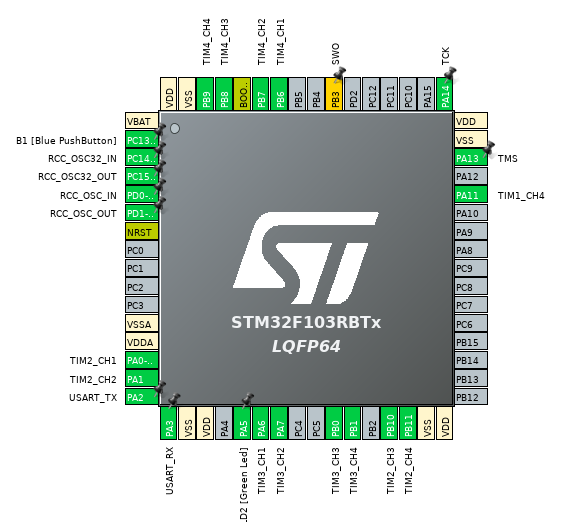 TIM4_CH4
TIM4_CH3
TIM4_CH2
TIM4_CH1
SWO
TCK
VDD
VSS
PB9
PB8
BOO..
PB7
PB6
PB5
PB4
PB3
PD2
PC12
PC11
PC10
PA15
PA14
VBAT
B1 [Blue PushButton] PC13..
RCC_OSC32_IN PC14..
RCC_OSC32_OUT PC15..
RCC_OSC_IN PD0-..
RCC_OSC_OUT PD1-..
NRST
PC0
PC1
PC2
PC3
VSSA
VDDA
TIM2_CH1 PA0-..
TIM2_CH2 PA1
USART_TX PA2
ST
STM32F103RBTx
LQFP64
VDD
VSS
PA13 TMS
PA12
PA11 TIM1_CH4
PA10
PA9
PA8
PC9
PC8
PC7
PC6
PB15
PB14
PB13
PB12
PA3
VSS
VDD
PA4
PA5
PA6
PA7
PC4
PC5
PB0
PB1
PB2
PB10
PB11
VSS
VDD
USART_RX
.D2 [Green Led]
TIM3_CH1
TIM3_CH2
TIM3_CH3
TIM3_CH4
TIM2_CH3
TIM2_CH4